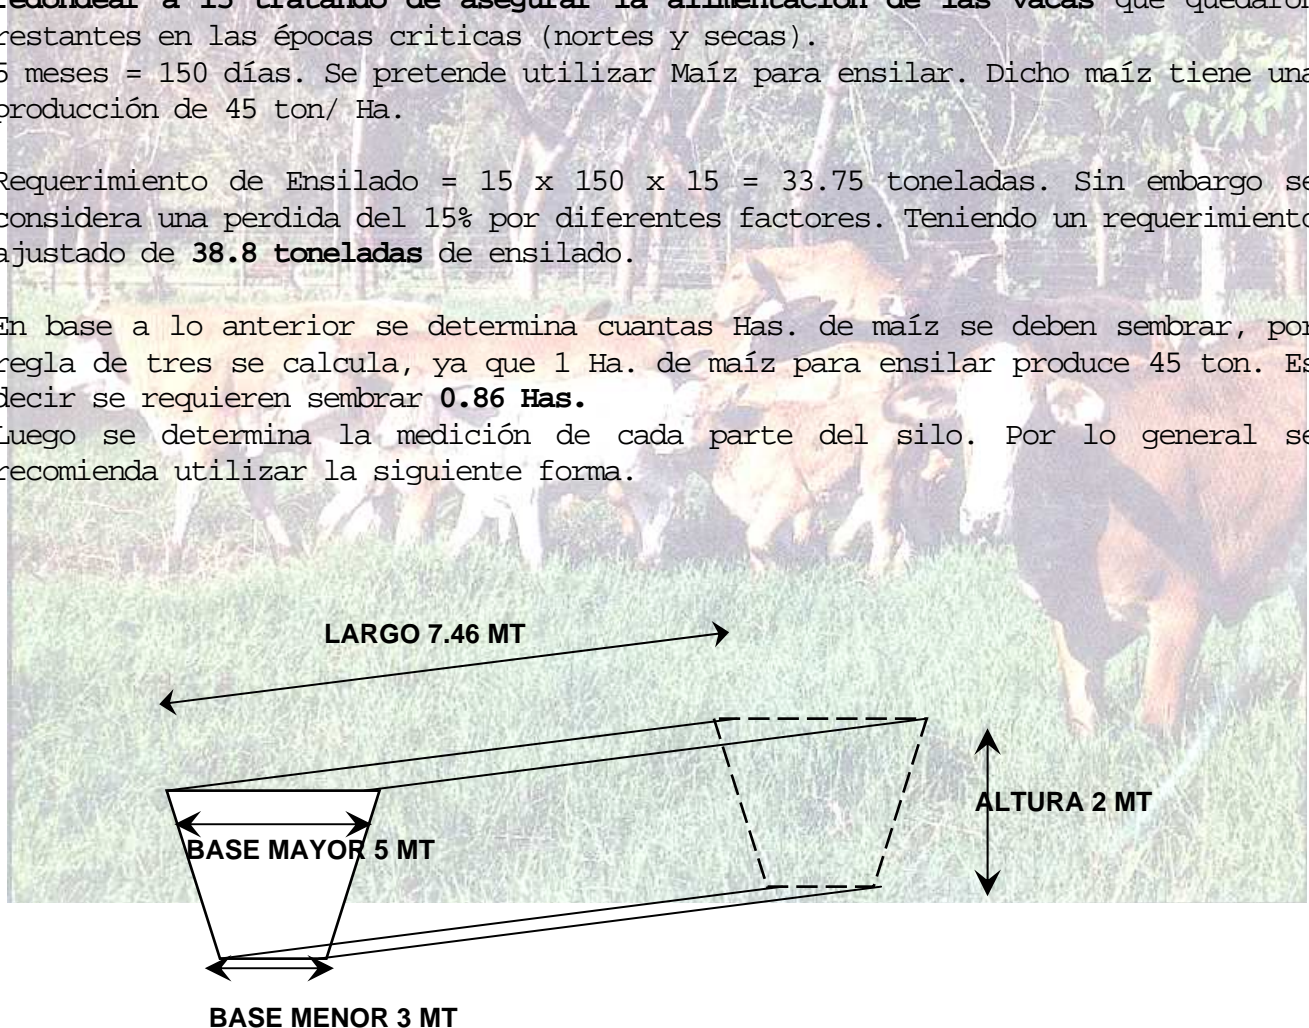 redondear a 15 tratando de asegurar la alimentación de las vacas que quedaron
restantes en las épocas criticas (nortes y secas).
5 meses = 150 días. Se pretende utilizar Maíz para ensilar. Dicho maíz tiene una
producción de 45 ton/ Ha.
Requerimiento de Ensilado = 15 x 150 x 15 = 33.75 toneladas. Sin embargo se
considera una perdida del 15% por diferentes factores. Teniendo un requerimiento
ajustado de 38.8 toneladas de ensilado.
En base a lo anterior se determina cuantas Has. de maíz se deben sembrar, por
regla de tres se calcula, ya que 1 Ha. de maíz para ensilar produce 45 ton. Es
decir se requieren sembrar 0.86 Has.
Luego se determina la medición de cada parte del silo. Por lo general se
recomienda utilizar la siguiente forma.
LARGO 7.46 MT
ALTURA 2 MT
BASE MAYOR 5 MT
BASE MENOR 3 MT